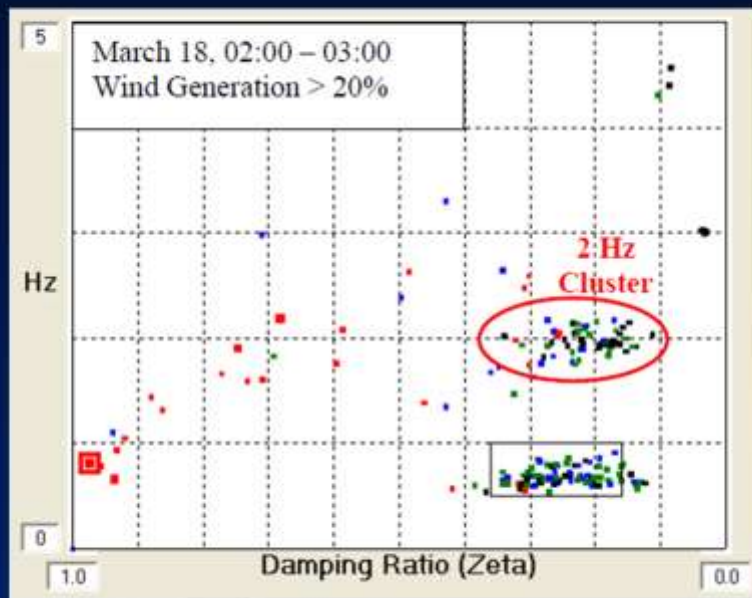 5
March 18, 02:00 – 03:00
Wind Generation > 20%
2 Hz
Cluster
Hz
0
1.0
Damping Ratio (Zeta)
0.0